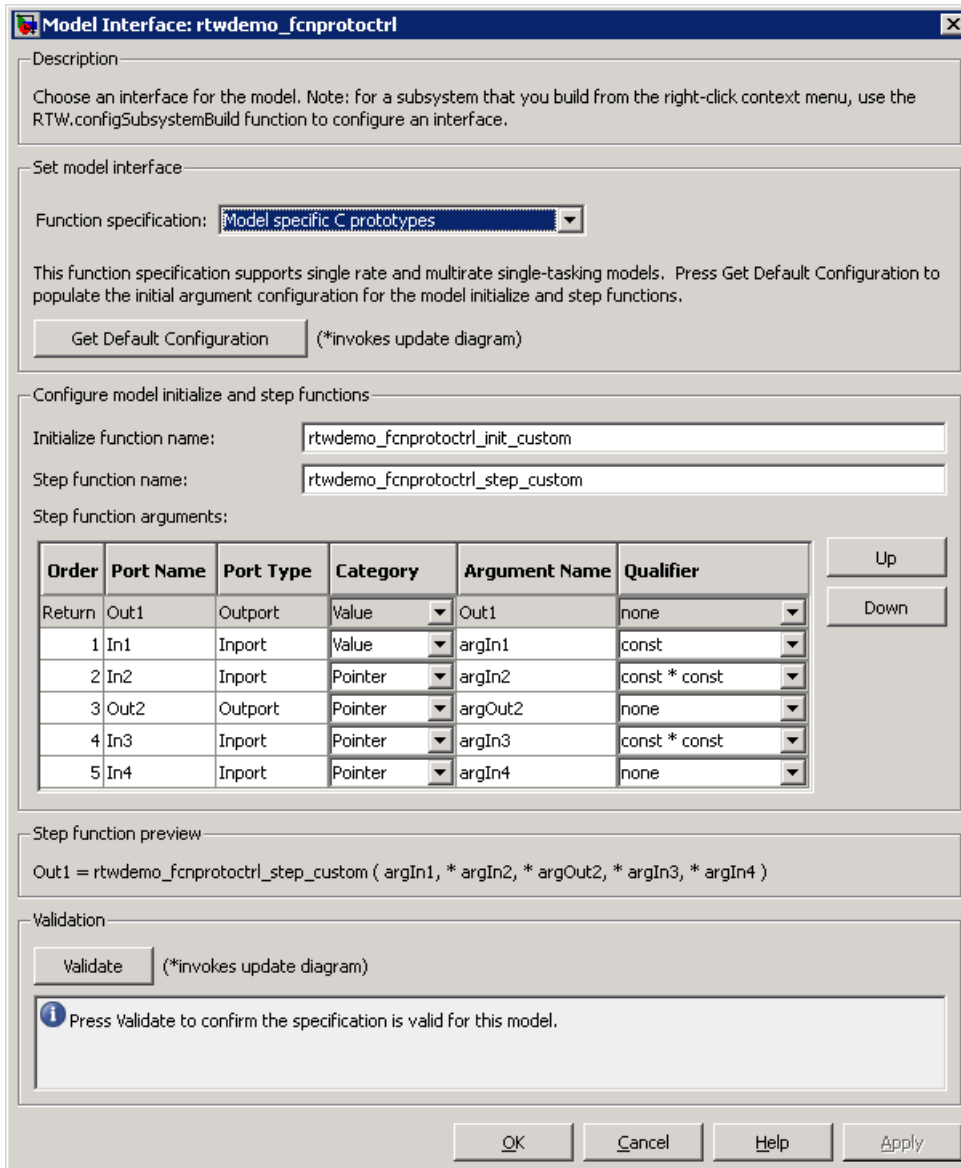 Model Interface: rtwdemo_fcnprotoctrl
Description
Choose an interface for the model. Note: for a subsystem that you build from the right-click context menu, use the
RTW.configSubsystemBuild function to configure an interface.
Set model interface
Function specification: Model specific C prototypes
This function specification supports single rate and multirate single-tasking models. Press Get Default Configuration to
populate the initial argument configuration for the model initialize and step functions.
Get Default Configuration (*invokes update diagram)
Configure model initialize and step functions
Initialize function name: rtwdemo_fcnprotoctrl_init_custom
Step function name: rtwdemo_fcnprotoctrl_step_custom
Step function arguments:
Order Port Name Port Type Category Argument Name Qualifier Up
Return Out1 Outport Value Out1 none Down
1 In1 Inport Value argIn1 const
2 In2 Inport Pointer argIn2 const * const
3 Out2 Outport Pointer argOut2 none
4 In3 Inport Pointer argIn3 const * const
5 In4 Inport Pointer argIn4 none
Step function preview
Out1 = rtwdemo_fcnprotoctrl_step_custom ( argIn1, * argIn2, * argOut2, * argIn3, * argIn4 )
Validation
Validate (*invokes update diagram)
Press Validate to confirm the specification is valid for this model.
OK Cancel Help Apply